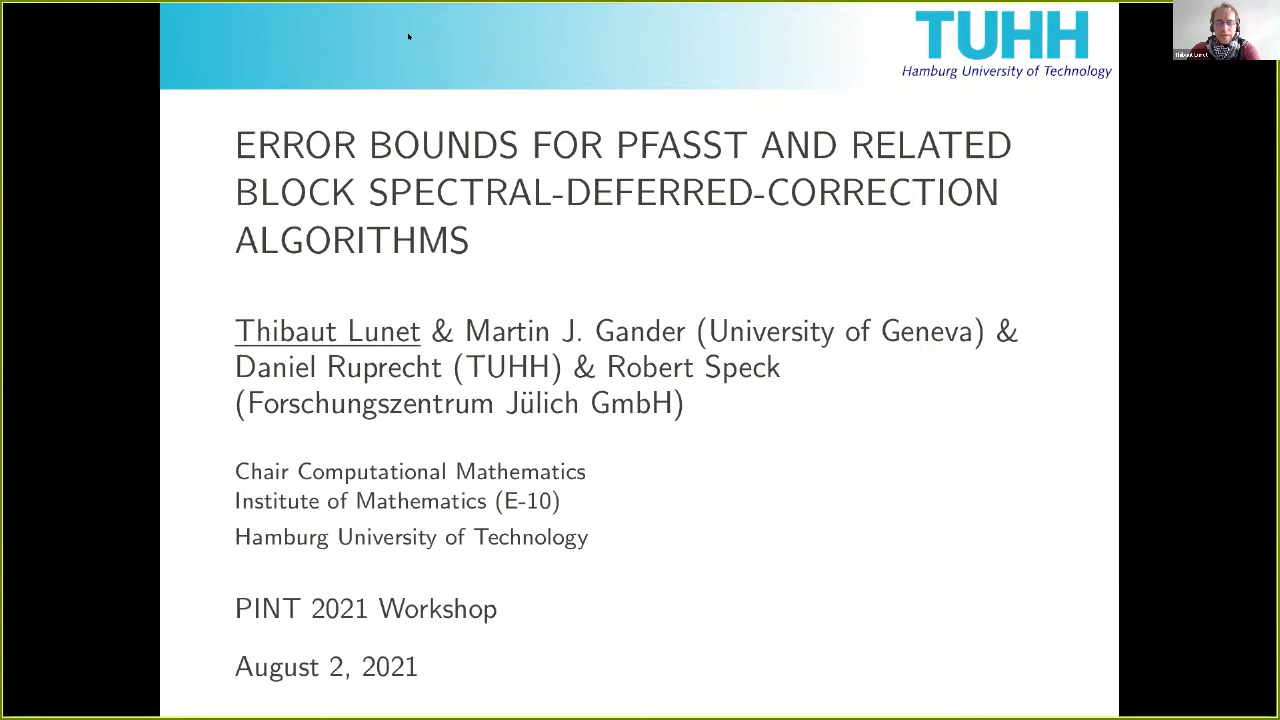 TUHH
Hamburg University of Technology
Thibaut Lunet
ERROR BOUNDS FOR PFASST AND RELATED
BLOCK SPECTRAL-DEFERRED-CORRECTION
ALGORITHMS
Thibaut Lunet & Martin J. Gander (University of Geneva) &
Daniel Ruprecht (TUHH) & Robert Speck
(Forschungszentrum Jülich GmbH)
Chair Computational Mathematics
Institute of Mathematics (E-10)
Hamburg University of Technology
PINT 2021 Workshop
August 2, 2021